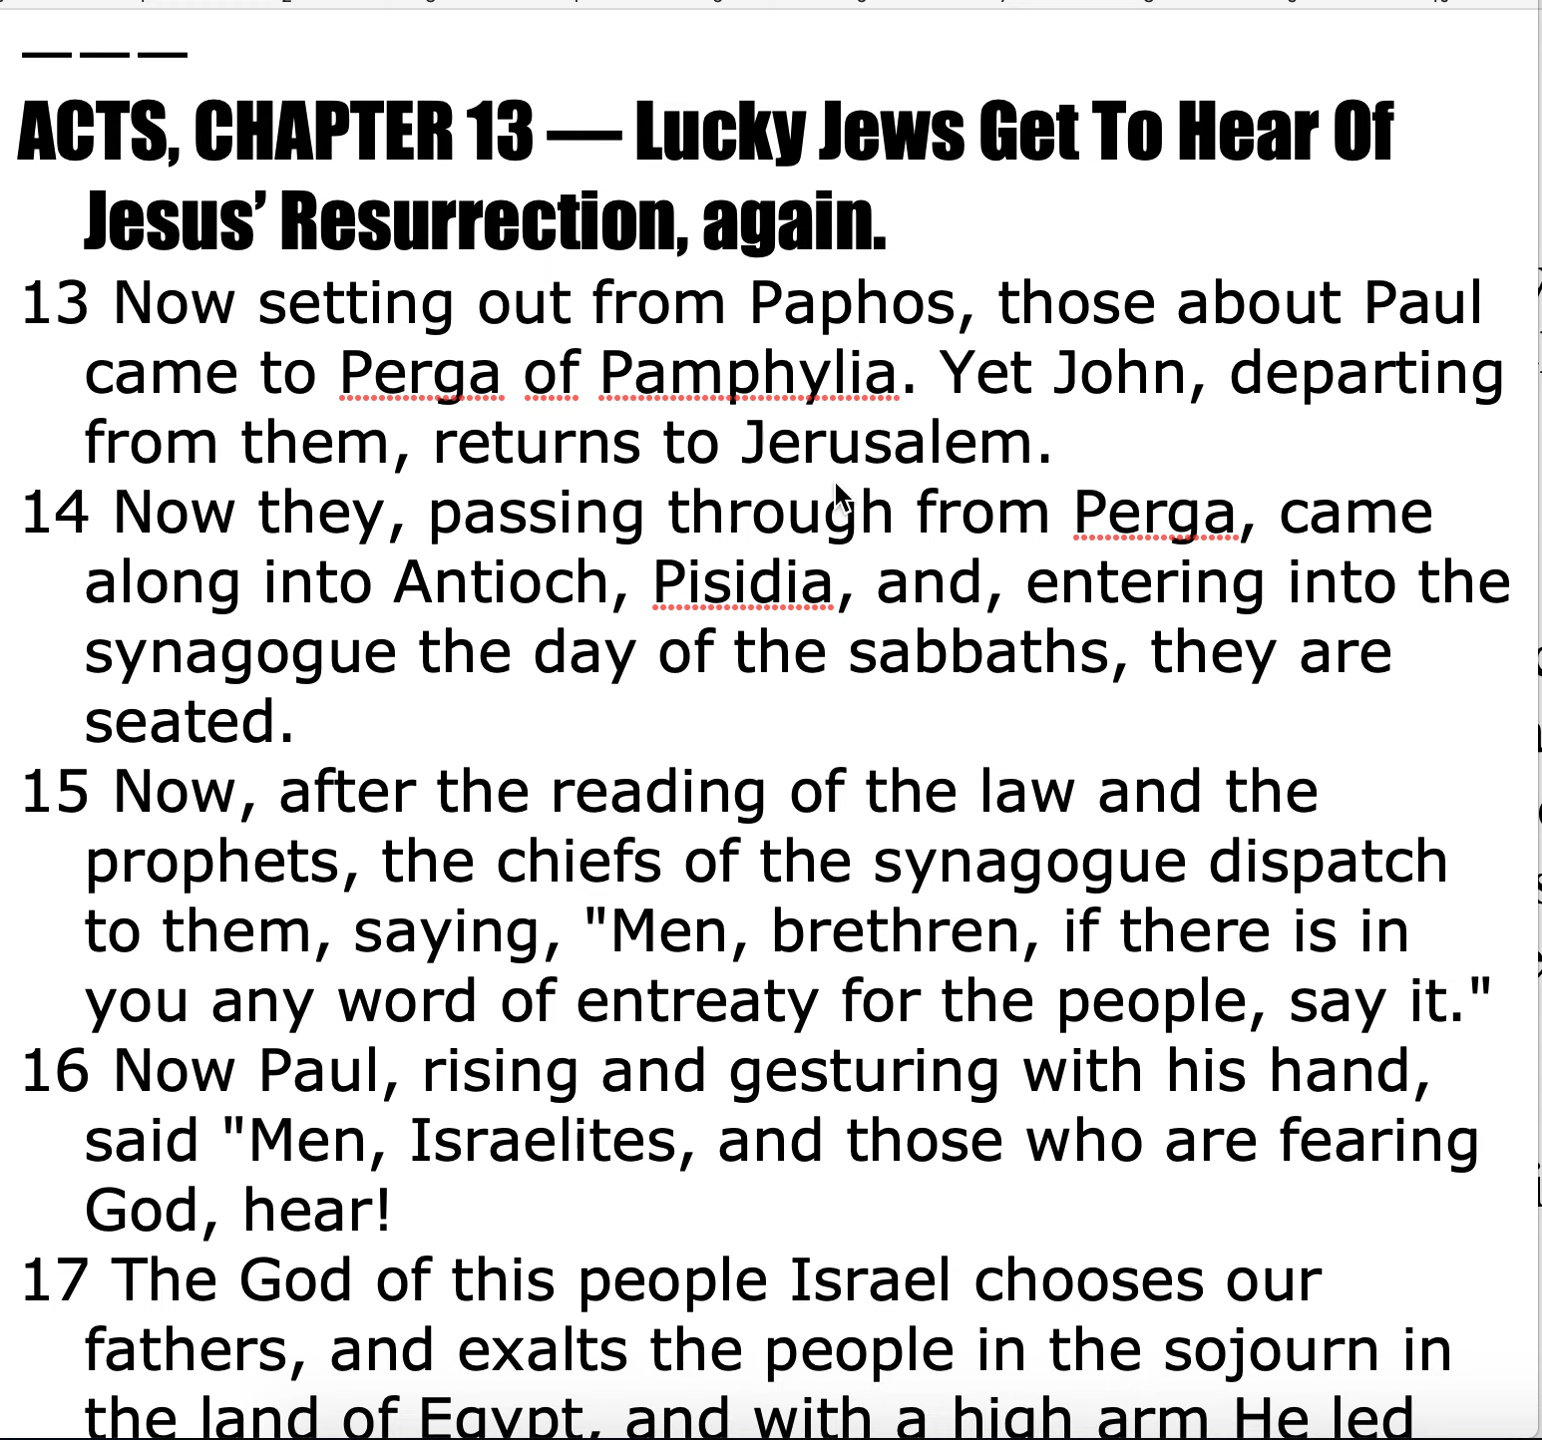 ———
ACTS, CHAPTER 13 — Lucky Jews Get To Hear Of
Jesus’ Resurrection, again.
13 Now setting out from Paphos, those about Paul
came to Perga of Pamphylia. Yet John, departing
from them, returns to Jerusalem.
14 Now they, passing through from Perga, came
along into Antioch, Pisidia, and, entering into the
synagogue the day of the sabbaths, they are
seated.
15 Now, after the reading of the law and the
prophets, the chiefs of the synagogue dispatch
to them, saying, "Men, brethren, if there is in
you any word of entreaty for the people, say it."
16 Now Paul, rising and gesturing with his hand,
said "Men, Israelites, and those who are fearing
God, hear!
17 The God of this people Israel chooses our
fathers, and exalts the people in the sojourn in
the land of Egypt, and with a high arm He led